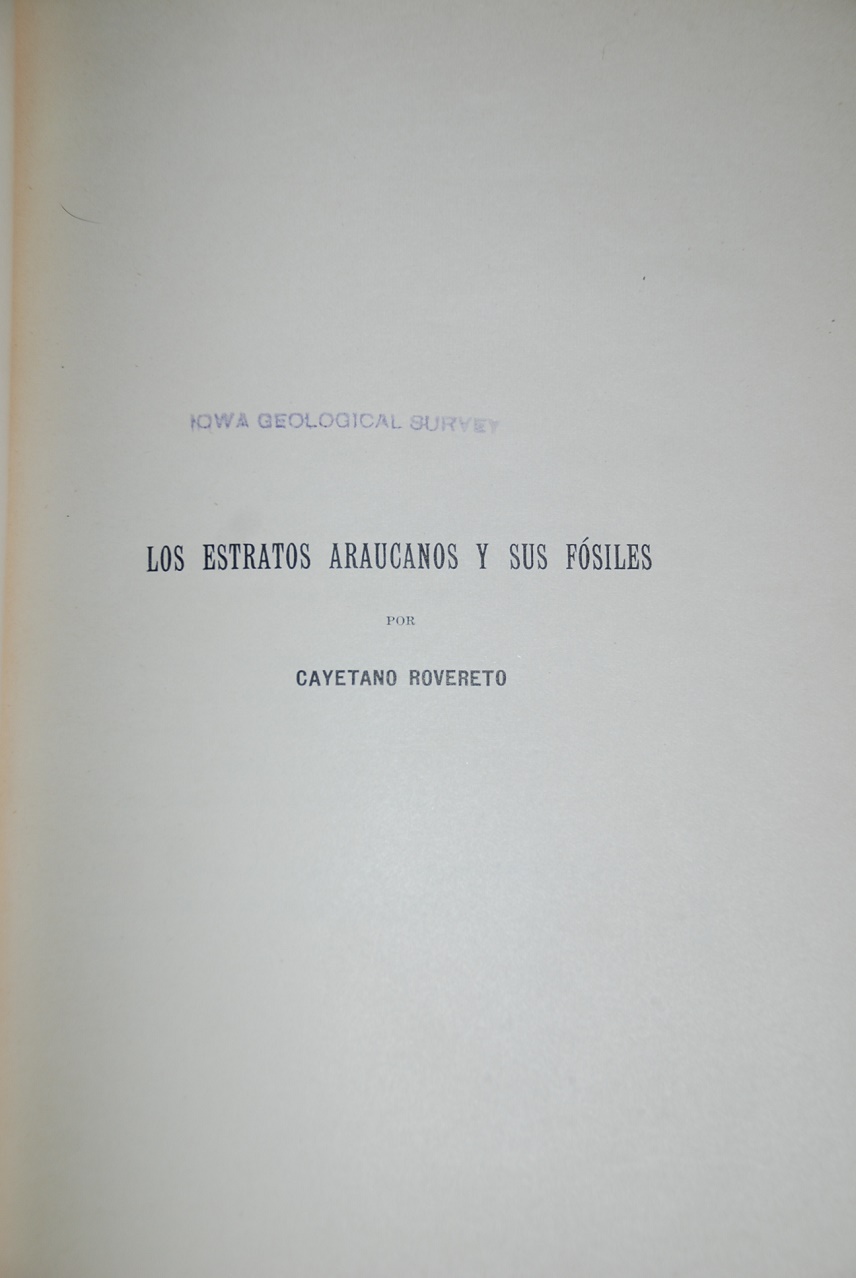 IOWA GEOLOGICAL SURVEY
LOS ESTRATOS ARAUCANOS Y SUS FÓSILES
POR
CAYETANO ROVERETO